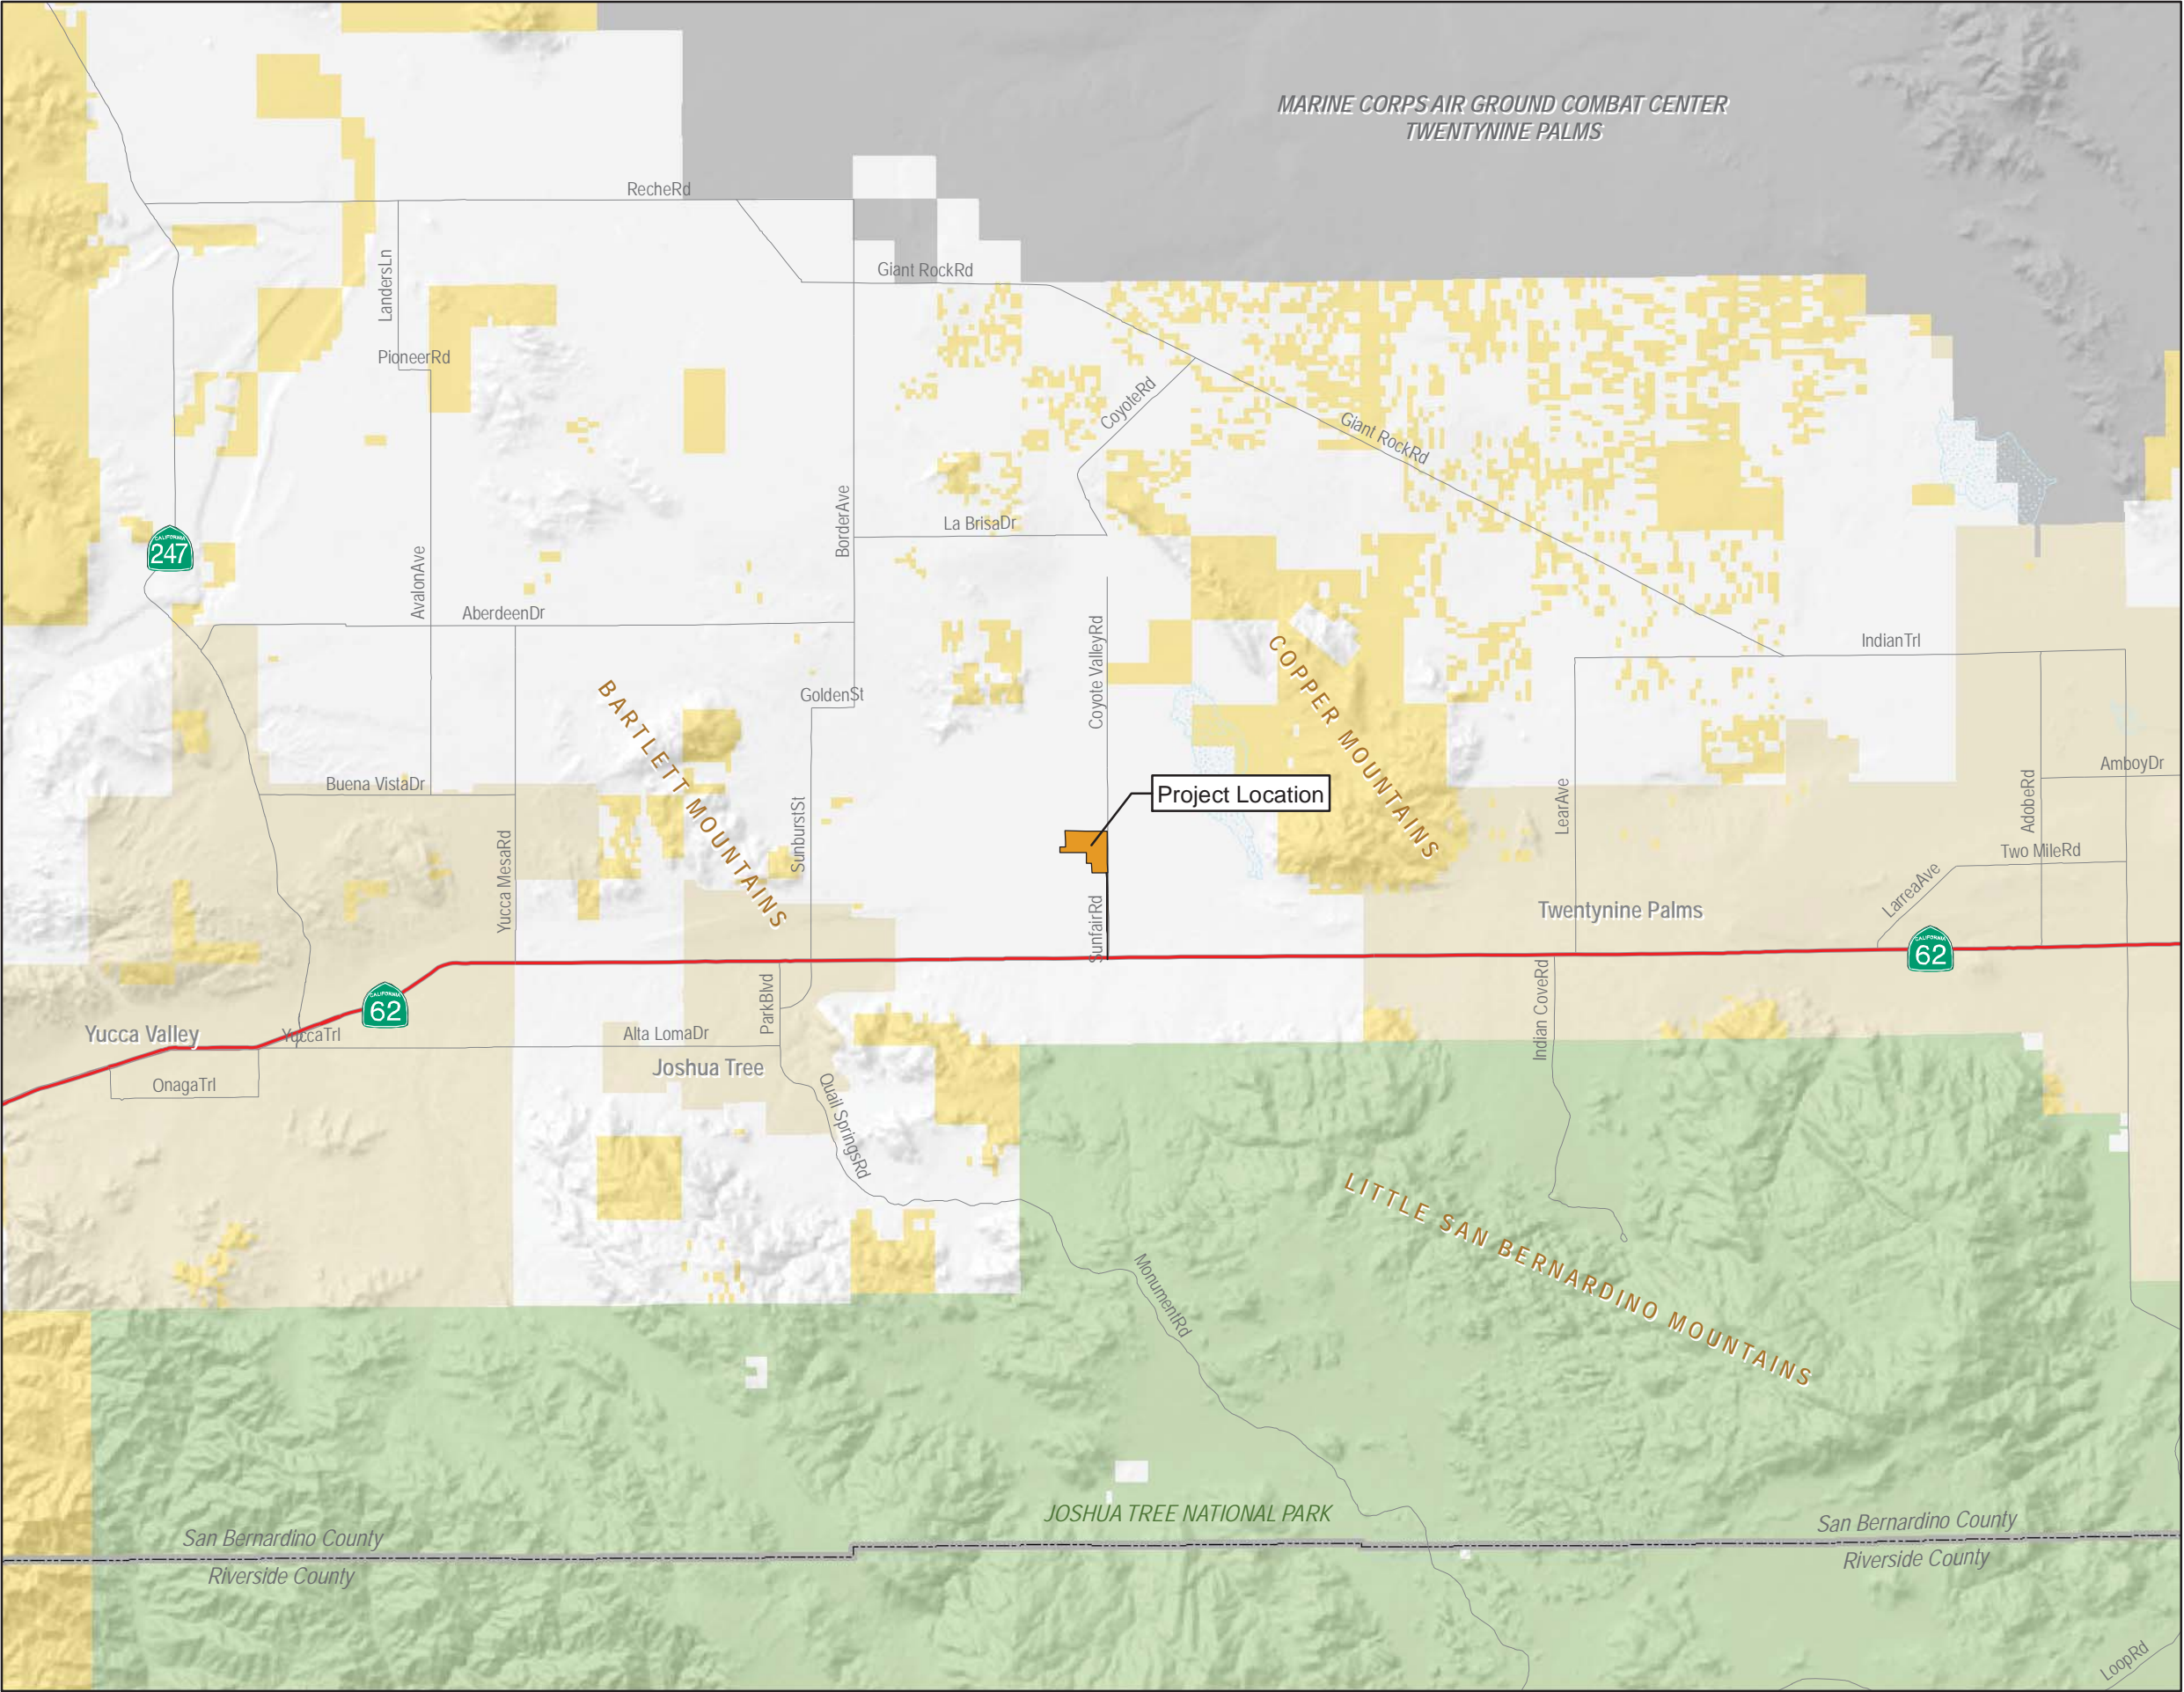 MARINE CORPS AIR GROUND COMBAT CENTER
TWENTYNINE PALMS
RecheRd
LandersLn
Giant RockRd
PioneerRd
CoyoteRd
Giant RockRd
BorderAve
La BrisaDr
CALIFORNIA
247
AvalonAve
AberdeenDr
Coyote ValleyRd
COPPER MOUNTAINS
IndianTrl
BARTLETT MOUNTAINS
GoldenSt
Buena VistaDr
Project Location
SunburstSt
LearAve
AdobeRd
AmboyDr
Yucca MesaRd
Two MileRd
LarreaAve
SunfairRd
Twentynine Palms
CALIFORNIA
62
CALIFORNIA
62
ParkBlvd
Indian CoveRd
Yucca Valley
YuccaTrl
Alta LomaDr
Joshua Tree
OnagaTrl
Quail SpringsRd
LITTLE SAN BERNARDINO MOUNTAINS
MonumentRd
JOSHUA TREE NATIONAL PARK
San Bernardino County
Riverside County
San Bernardino County
Riverside County
LoopRd